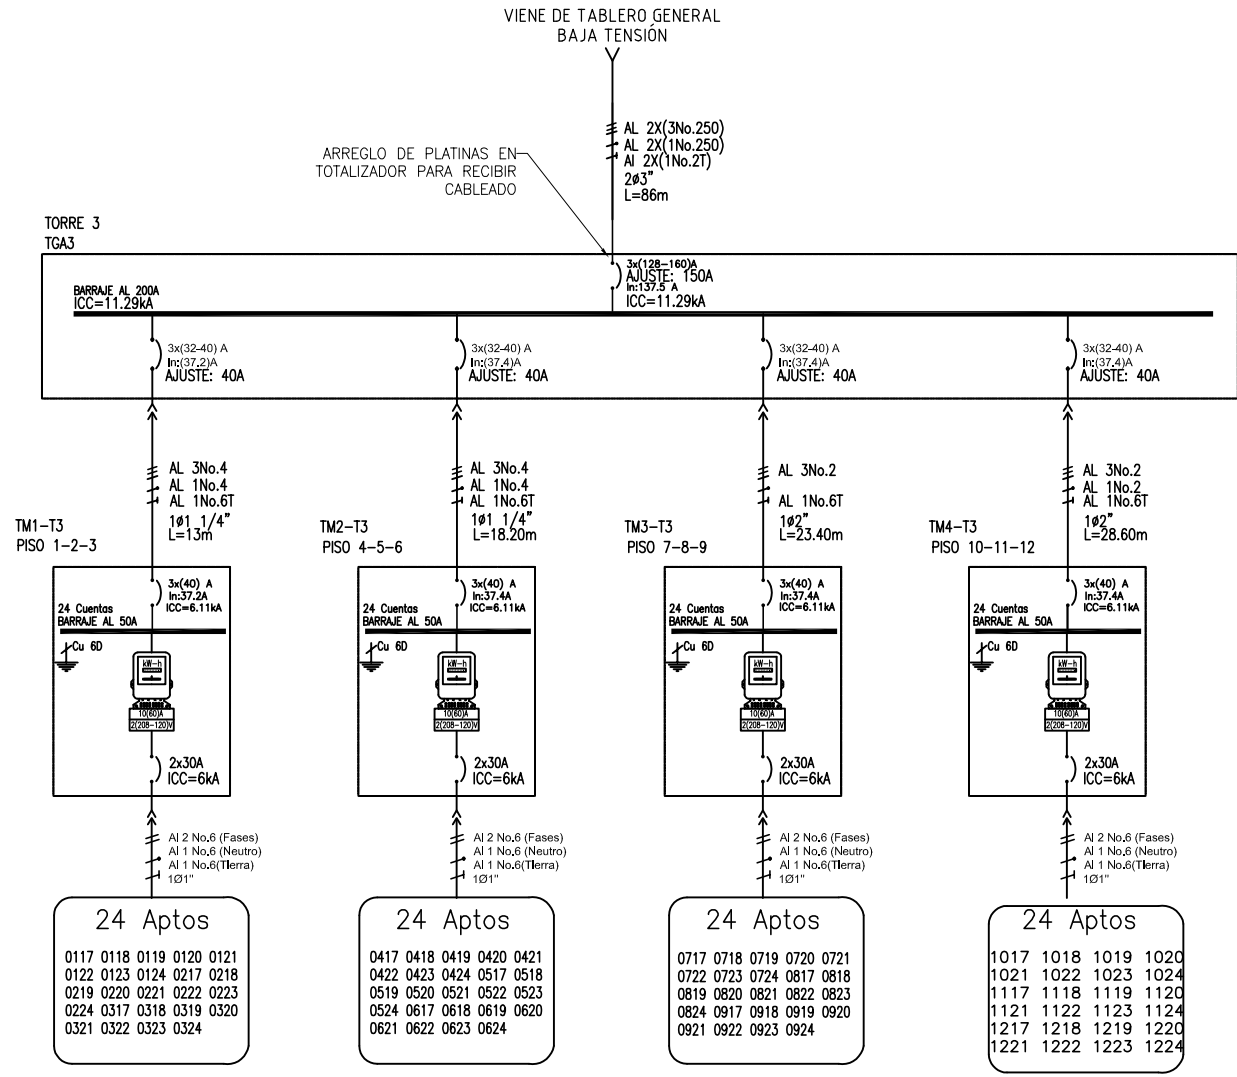 VIENE DE TABLERO GENERAL
BAJA TENSIÓN
AL 2X(3No.250)
AL 2X(1No.250)
Al 2X(1No.2T)
2ø3"
L=86m
ARREGLO DE PLATINAS EN
TOTALIZADOR PARA RECIBIR
CABLEADO
TORRE 3
TGA3
3x(128-160)A
AJUSTE: 150A
In:137.5 A
ICC=11.29kA
BARRAJE AL 200A
ICC=11.29kA
3x(32-40) A
In:(37.2)A
AJUSTE: 40A
3x(32-40) A
In:(37.4)A
AJUSTE: 40A
3x(32-40) A
In:(37.4)A
AJUSTE: 40A
3x(32-40) A
In:(37.4)A
AJUSTE: 40A
AL 3No.4
AL 1No.4
AL 1No.6T
1ø1 1/4"
L=13m
TM1-T3
PISO 1-2-3
AL 3No.4
AL 1No.4
AL 1No.6T
1ø1 1/4"
L=18.20m
TM2-T3
PISO 4-5-6
AL 3No.2
AL 1No.6T
1ø2"
L=23.40m
TM3-T3
PISO 7-8-9
AL 3No.2
AL 1No.2
AL 1No.6T
1ø2"
L=28.60m
TM4-T3
PISO 10-11-12
3x(40) A
In:37.2A
ICC=6.11kA
24 Cuentas
BARRAJE AL 50A
Cu 6D
kW-h
10(60)A
2(208-120)V
2x30A
ICC=6kA
3x(40) A
In:37.4A
ICC=6.11kA
24 Cuentas
BARRAJE AL 50A
Cu 6D
kW-h
10(60)A
2(208-120)V
2x30A
ICC=6kA
3x(40) A
In:37.4A
ICC=6.11kA
24 Cuentas
BARRAJE AL 50A
Cu 6D
kW-h
10(60)A
2(208-120)V
2x30A
ICC=6kA
3x(40) A
In:37.4A
ICC=6.11kA
24 Cuentas
BARRAJE AL 50A
Cu 6D
kW-h
10(60)A
2(208-120)V
2x30A
ICC=6kA
Al 2 No.6 (Fases)
Al 1 No.6 (Neutro)
Al 1 No.6(Tierra)
1Ø1"
Al 2 No.6 (Fases)
Al 1 No.6 (Neutro)
Al 1 No.6(Tierra)
1Ø1"
Al 2 No.6 (Fases)
Al 1 No.6 (Neutro)
Al 1 No.6(Tierra)
1Ø1"
Al 2 No.6 (Fases)
Al 1 No.6 (Neutro)
Al 1 No.6(Tierra)
1Ø1"
24 Aptos
0117 0118 0119 0120 0121
0122 0123 0124 0217 0218
0219 0220 0221 0222 0223
0224 0317 0318 0319 0320
0321 0322 0323 0324
24 Aptos
0417 0418 0419 0420 0421
0422 0423 0424 0517 0518
0519 0520 0521 0522 0523
0524 0617 0618 0619 0620
0621 0622 0623 0624
24 Aptos
0717 0718 0719 0720 0721
0722 0723 0724 0817 0818
0819 0820 0821 0822 0823
0824 0917 0918 0919 0920
0921 0922 0923 0924
24 Aptos
1017 1018 1019 1020
1021 1022 1023 1024
1117 1118 1119 1120
1121 1122 1123 1124
1217 1218 1219 1220
1221 1222 1223 1224